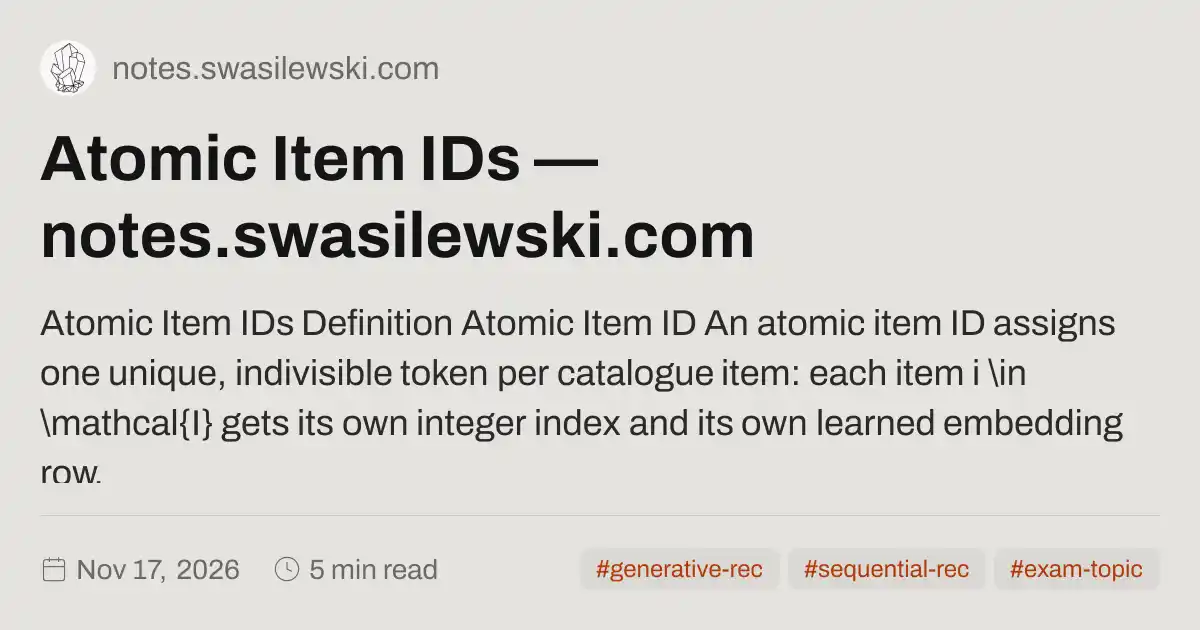 notes.swasilewski.com
Atomic Item IDs —
notes.swasilewski.com
Atomic Item IDs Definition Atomic Item ID An atomic item ID assigns
one unique, indivisible token per catalogue item: each item i \in
\mathcal{I} gets its own integer index and its own learned embedding
row.
Nov 17, 2026 5 min read #generative-rec #sequential-rec #exam-topic